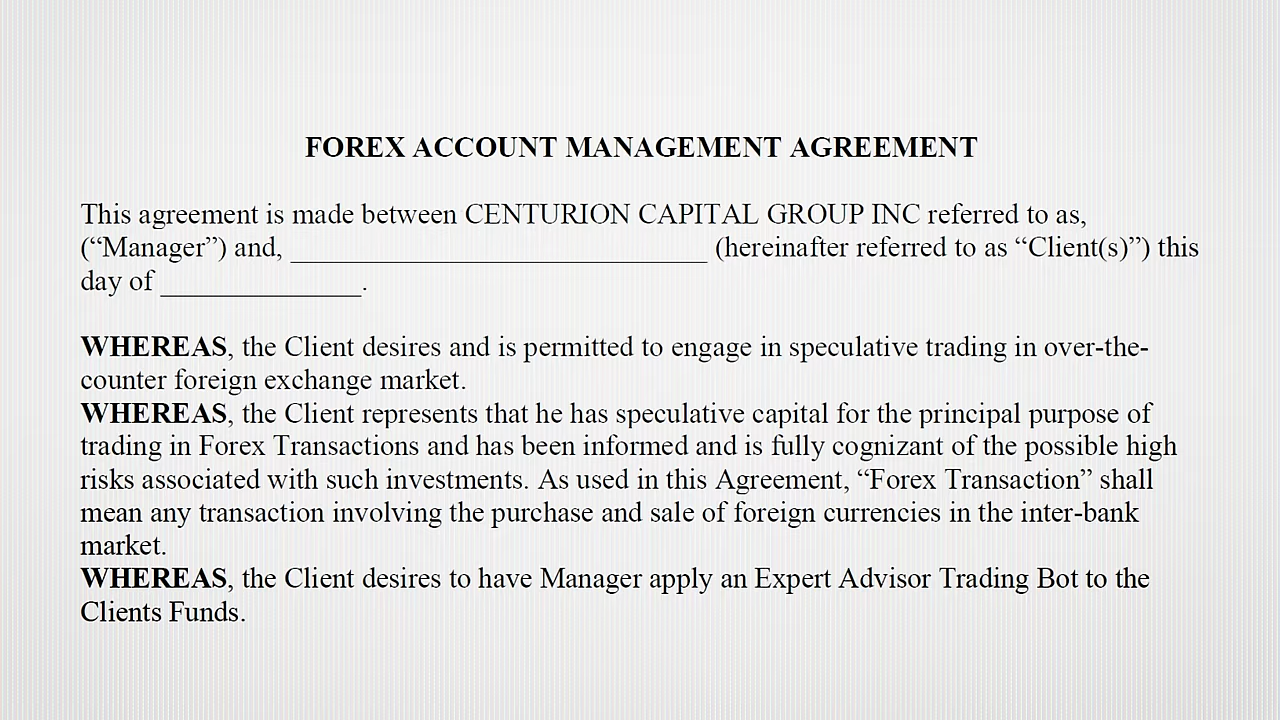 FOREX ACCOUNT MANAGEMENT AGREEMENT
This agreement is made between CENTURION CAPITAL GROUP INC referred to as,
(“Manager”) and, ______________________________ (hereinafter referred to as “Client(s)”) this
day of ______________.
WHEREAS, the Client desires and is permitted to engage in speculative trading in over-the-
counter foreign exchange market.
WHEREAS, the Client represents that he has speculative capital for the principal purpose of
trading in Forex Transactions and has been informed and is fully cognizant of the possible high
risks associated with such investments. As used in this Agreement, “Forex Transaction” shall
mean any transaction involving the purchase and sale of foreign currencies in the inter-bank
market.
WHEREAS, the Client desires to have Manager apply an Expert Advisor Trading Bot to the
Clients Funds.